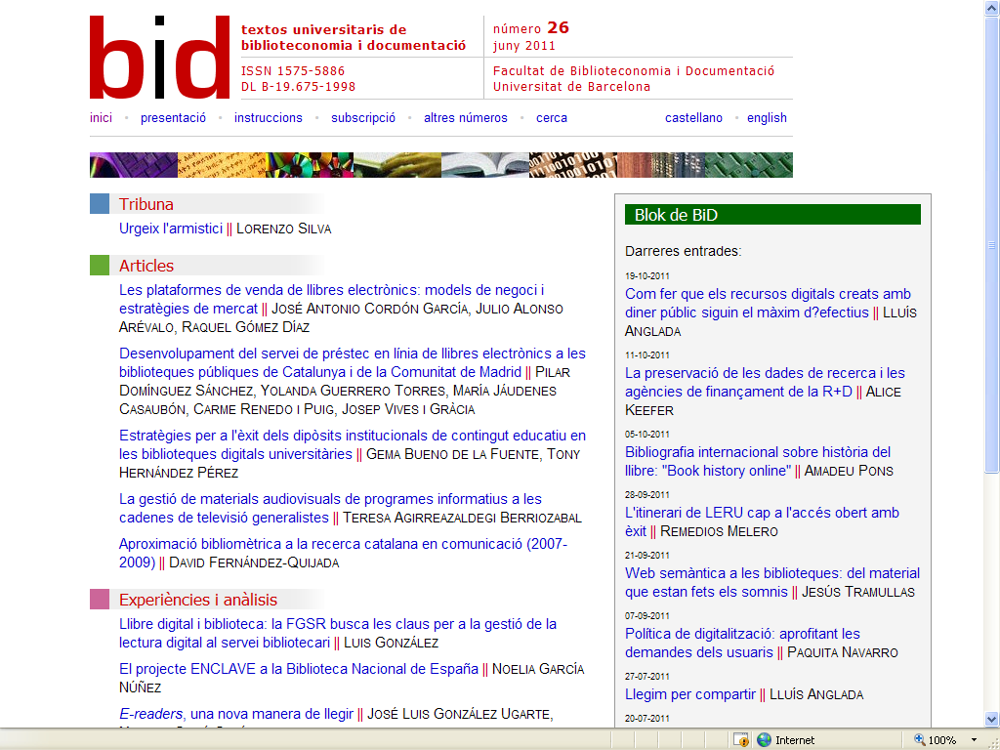 bid
textos universitaris de
biblioteconomia i documentació
ISSN 1575-5886
DL B-19.675-1998
número 26
juny 2011
Facultat de Biblioteconomia i Documentació
Universitat de Barcelona
inici • presentació • instruccions • subscripció • altres números • cerca castellano • english
Tribuna
Urgeix l'armistici || LORENZO SILVA
Articles
Les plataformes de venda de llibres electrònics: models de negoci i
estratègies de mercat || JOSÉ ANTONIO CORDÓN GARCÍA, JULIO ALONSO
ARÉVALO, RAQUEL GÓMEZ DÍAZ
Desenvolupament del servei de préstec en línia de llibres electrònics a les
biblioteques públiques de Catalunya i de la Comunitat de Madrid || PILAR
DOMÍNGUEZ SÁNCHEZ, YOLANDA GUERRERO TORRES, MARÍA JÁUDENES
CASAUBÓN, CARME RENEDO I PUIG, JOSEP VIVES I GRÀCIA
Estratègies per a l'èxit dels dipòsits institucionals de contingut educatiu en
les biblioteques digitals universitàries || GEMA BUENO DE LA FUENTE, TONY
HERNÁNDEZ PÉREZ
La gestió de materials audiovisuals de programes informatius a les
cadenes de televisió generalistes || TERESA AGIRREAZALDEGI BERRIOZABAL
Aproximació bibliomètrica a la recerca catalana en comunicació (2007-
2009) || DAVID FERNÁNDEZ-QUIJADA
Experiències i anàlisis
Llibre digital i biblioteca: la FGSR busca les claus per a la gestió de la
lectura digital al servei bibliotecari || LUIS GONZÁLEZ
El projecte ENCLAVE a la Biblioteca Nacional de España || NOELIA GARCÍA
NÚÑEZ
E-readers, una nova manera de llegir || JOSÉ LUIS GONZÁLEZ UGARTE,
Blok de BiD
Darreres entrades:
19-10-2011
Com fer que els recursos digitals creats amb
diner públic siguin el màxim d?efectius || LLUÍS
ANGLADA
11-10-2011
La preservació de les dades de recerca i les
agències de finançament de la R+D || ALICE
KEEFER
05-10-2011
Bibliografia internacional sobre història del
llibre: "Book history online" || AMADEU PONS
28-09-2011
L'itinerari de LERU cap a l'accés obert amb
èxit || REMEDIOS MELERO
21-09-2011
Web semàntica a les biblioteques: del material
que estan fets els somnis || JESÚS TRAMULLAS
07-09-2011
Política de digitalització: aprofitant les
demandes dels usuaris || PAQUITA NAVARRO
27-07-2011
Llegim per compartir || LLUÍS ANGLADA
20-07-2011
Internet 100%